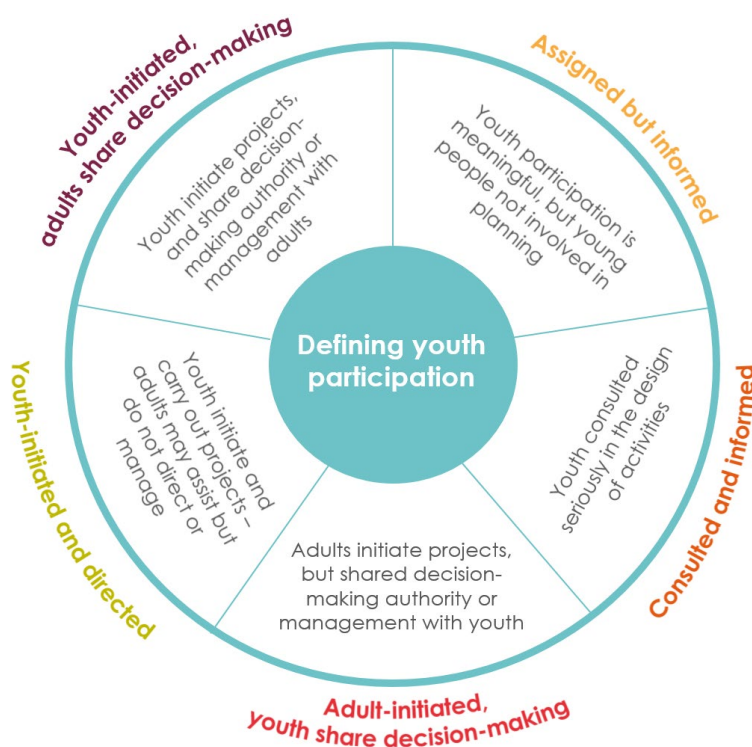 Defining youth
participation
Assigned but informed
Youth participation is
meaningful, but young
people not involved in
planning
Consulted and informed
Youth consulted
seriously in the design
of activities
Adult-initiated,
youth share decision-making
Adults initiate projects,
but shared decision-
making authority or
management with youth
Youth-initiated and directed
Youth initiate and
carry out projects –
adults may assist but
do not direct or
manage
Youth-initiated,
adults share decision-making
Youth initiate projects,
and share decision-
making authority or
management with
adults